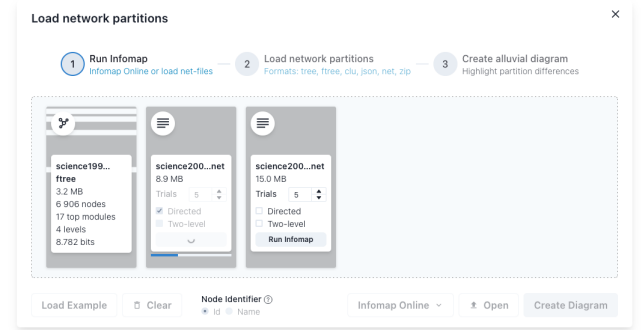 Load network partitions
1
Run Infomap
Infomap Online or load net-files
2
Load network partitions
Formats: tree, ftree, clu, json, net, zip
3
Create alluvial diagram
Highlight partition differences
science199...
ftree
3.2 MB
6 906 nodes
17 top modules
4 levels
8.782 bits
science200...net
8.9 MB
Trials 5
Directed
Two-level
science200...net
15.0 MB
Trials 5
Directed
Two-level
Run Infomap
Load Example
Clear
Node Identifier
Id Name
Infomap Online
Open
Create Diagram